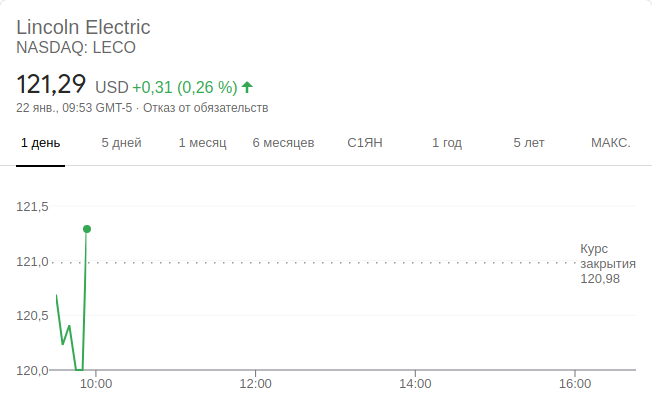 Lincoln Electric
NASDAQ: LECO
121,29 USD +0,31 (0,26 %)
22 янв., 09:53 GMT-5 · Отказ от обязательств
1 день 5 дней 1 месяц 6 месяцев С1ЯН 1 год 5 лет МАКС.
121,5
121,0
120,5
120,0
Курс
закрытия
120,98
10:00 12:00 14:00 16:00